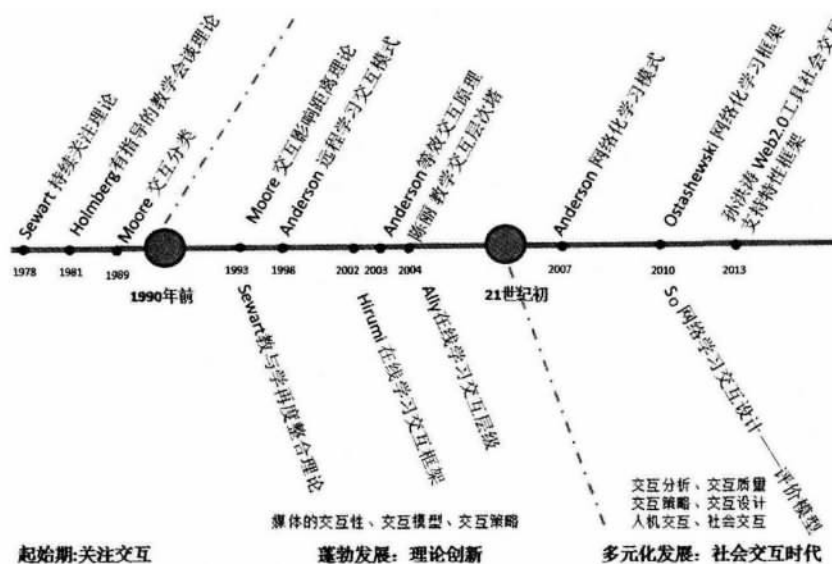 Sewart 持续关注理论
Holmberg 有指导的教学会谈理论
Moore 交互分类
Moore 交互影响距离理论
Anderson 远程学习交互模式
Anderson 等效交互原理
陈丽 教学交互层次塔
Anderson 网络化学习模式
Ostashewski 网络化学习框架
孙洪涛 Web2.0工具社会交互
支持特性框架
1978
1981
1989
1990年前
1993
1998
2002
2003
2004
21世纪初
2007
2010
2013
Sewart教与学再度整合理论
Hirumi 在线学习交互框架
Ally在线学习交互层级
So 网络学习交互设计——评价模型
媒体的交互性、交互模型、交互策略
交互分析、交互质量
交互策略、交互设计
人机交互、社会交互
起始期:关注交互
蓬勃发展：理论创新
多元化发展：社会交互时代